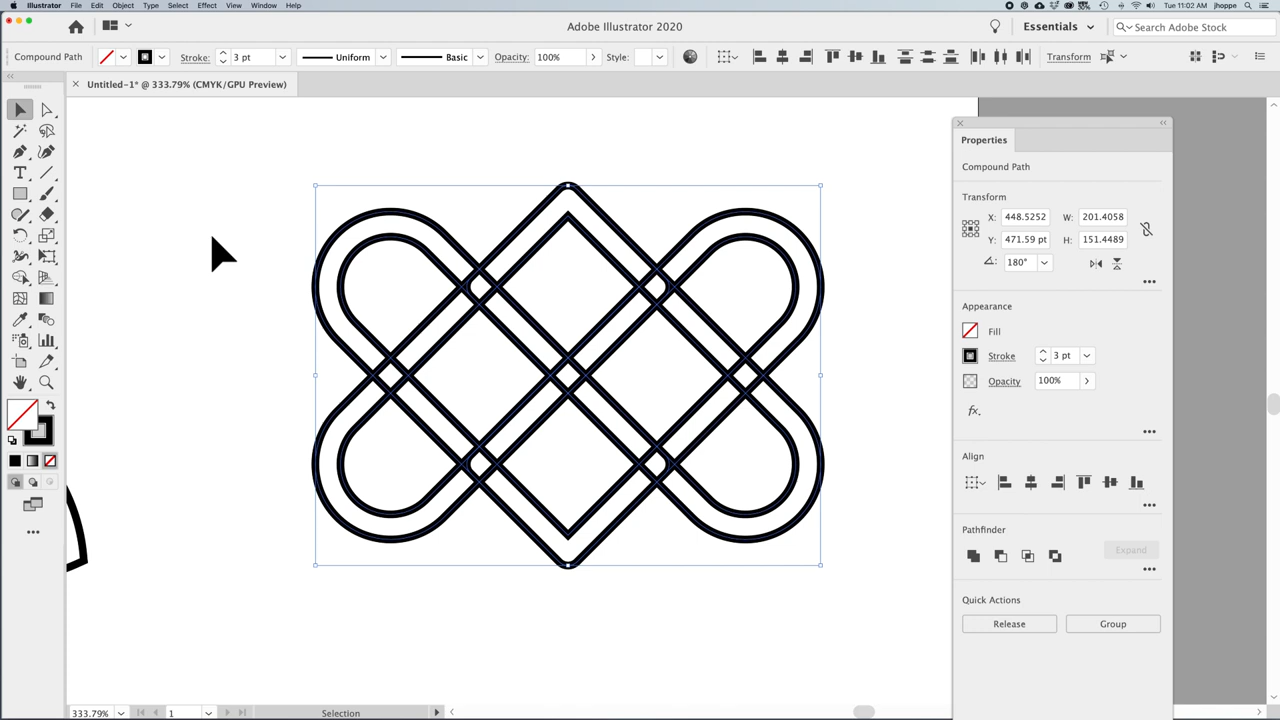 Illustrator File Edit Object Type Select Effect View Window Help Tue 11:02 AM jhoppe
Adobe Illustrator 2020 Essentials Search Adobe Stock
Compound Path Stroke: 3 pt Uniform Basic Opacity: 100% Style: Transform
Untitled-1* @ 333.79% (CMYK/GPU Preview)
Properties
Compound Path
Transform
X: 448.5252 W: 201.4058
Y: 471.59 pt H: 151.4489
180°
Appearance
Fill
Stroke 3 pt
Opacity 100%
fx.
Align
Pathfinder
Expand
Quick Actions
Release Group
333.79% 1 Selection